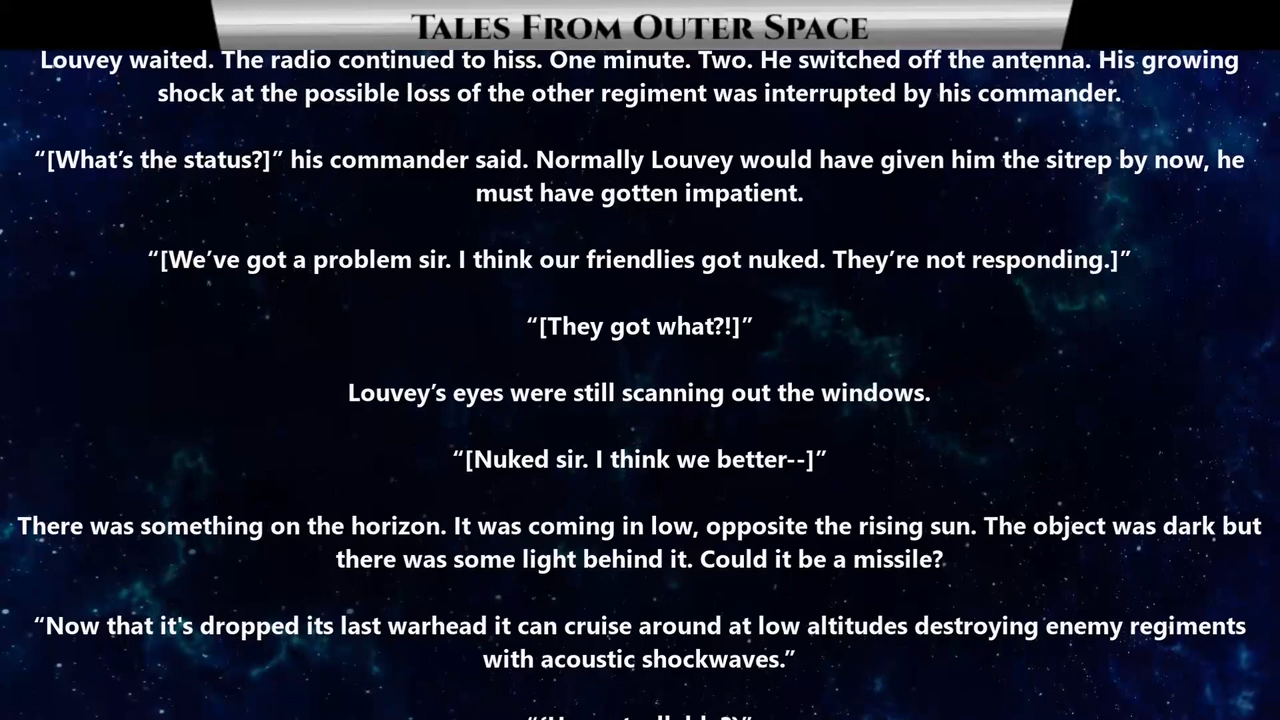 Tales From Outer Space
Louvey waited. The radio continued to hiss. One minute. Two. He switched off the antenna. His growing
shock at the possible loss of the other regiment was interrupted by his commander.
“[What’s the status?]” his commander said. Normally Louvey would have given him the sitrep by now, he
must have gotten impatient.
“[We’ve got a problem sir. I think our friendlies got nuked. They’re not responding.]”
“[They got what?!]”
Louvey’s eyes were still scanning out the windows.
“[Nuked sir. I think we better--]”
There was something on the horizon. It was coming in low, opposite the rising sun. The object was dark but
there was some light behind it. Could it be a missile?
“Now that it's dropped its last warhead it can cruise around at low altitudes destroying enemy regiments
with acoustic shockwaves.”